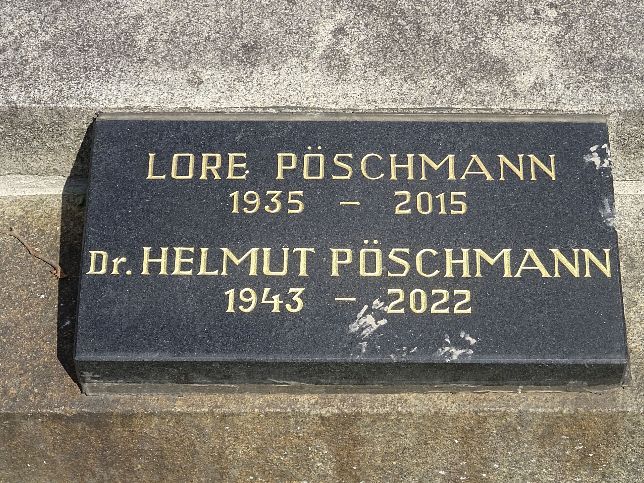 LORE PÖSCHMANN
1935 – 2015
Dr. HELMUT PÖSCHMANN
1943 – 2022